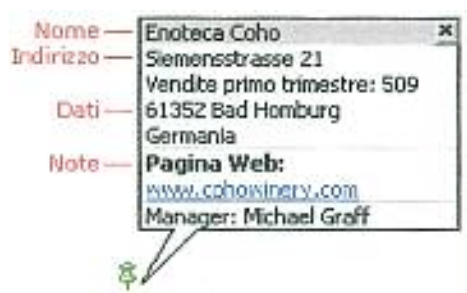 Nome
Enoteca Coho
Indirizzo
Siemensstrasse 21
Vendite primo trimestre: 509
Dati
61352 Bad Homburg
Germania
Note
Pagina Web:
www.cohowinery.com
Manager: Michael Graff